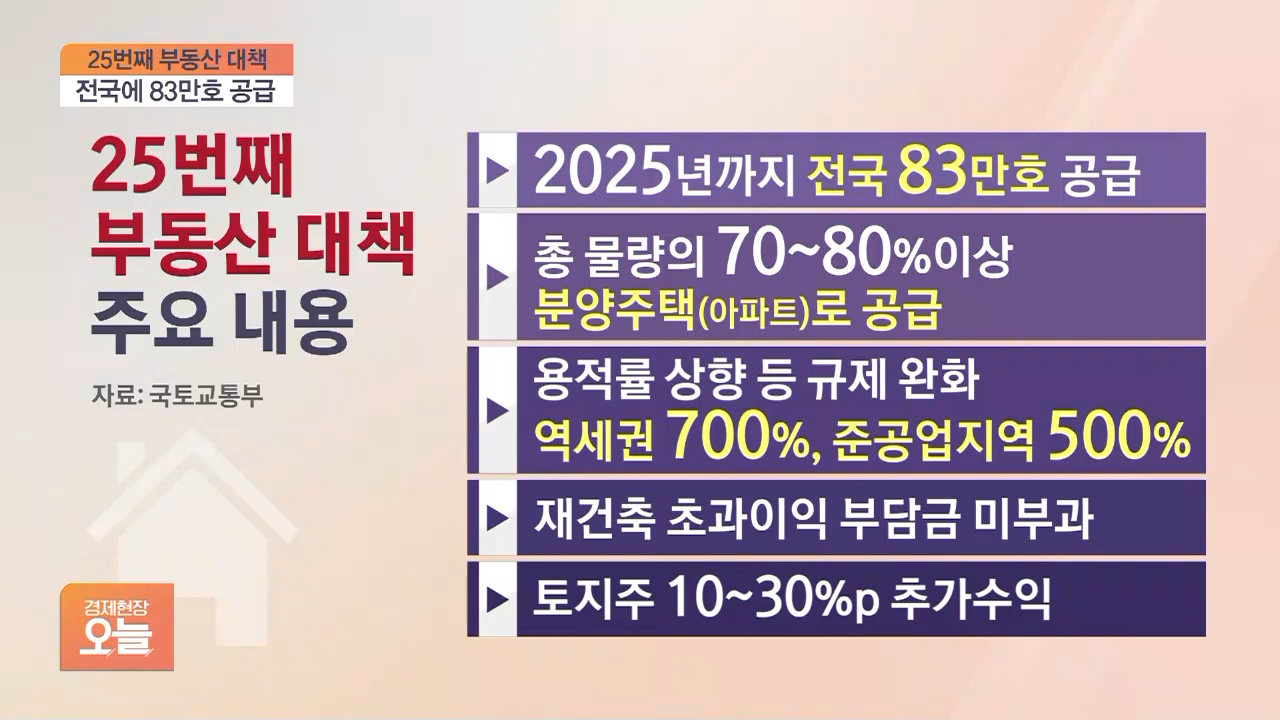 25번째 부동산 대책
전국에 83만호 공급
25번째
부동산 대책
주요 내용
자료: 국토교통부
2025년까지 전국 83만호 공급
총 물량의 70~80%이상
분양주택(아파트)로 공급
용적률 상향 등 규제 완화
역세권 700%, 준공업지역 500%
재건축 초과이익 부담금 미부과
토지주 10~30%p 추가수익
경제현장
오늘